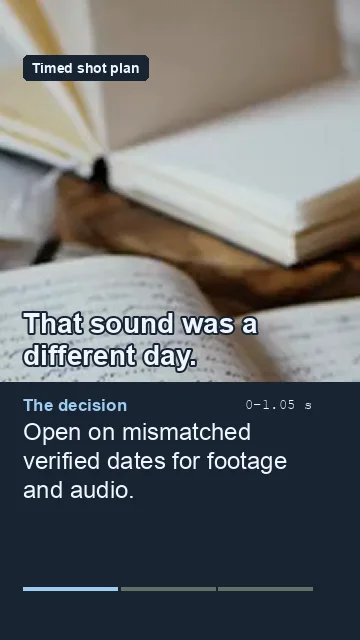 Timed shot plan
That sound was a
different day.
The decision
0–1.05 s
Open on mismatched
verified dates for footage
and audio.